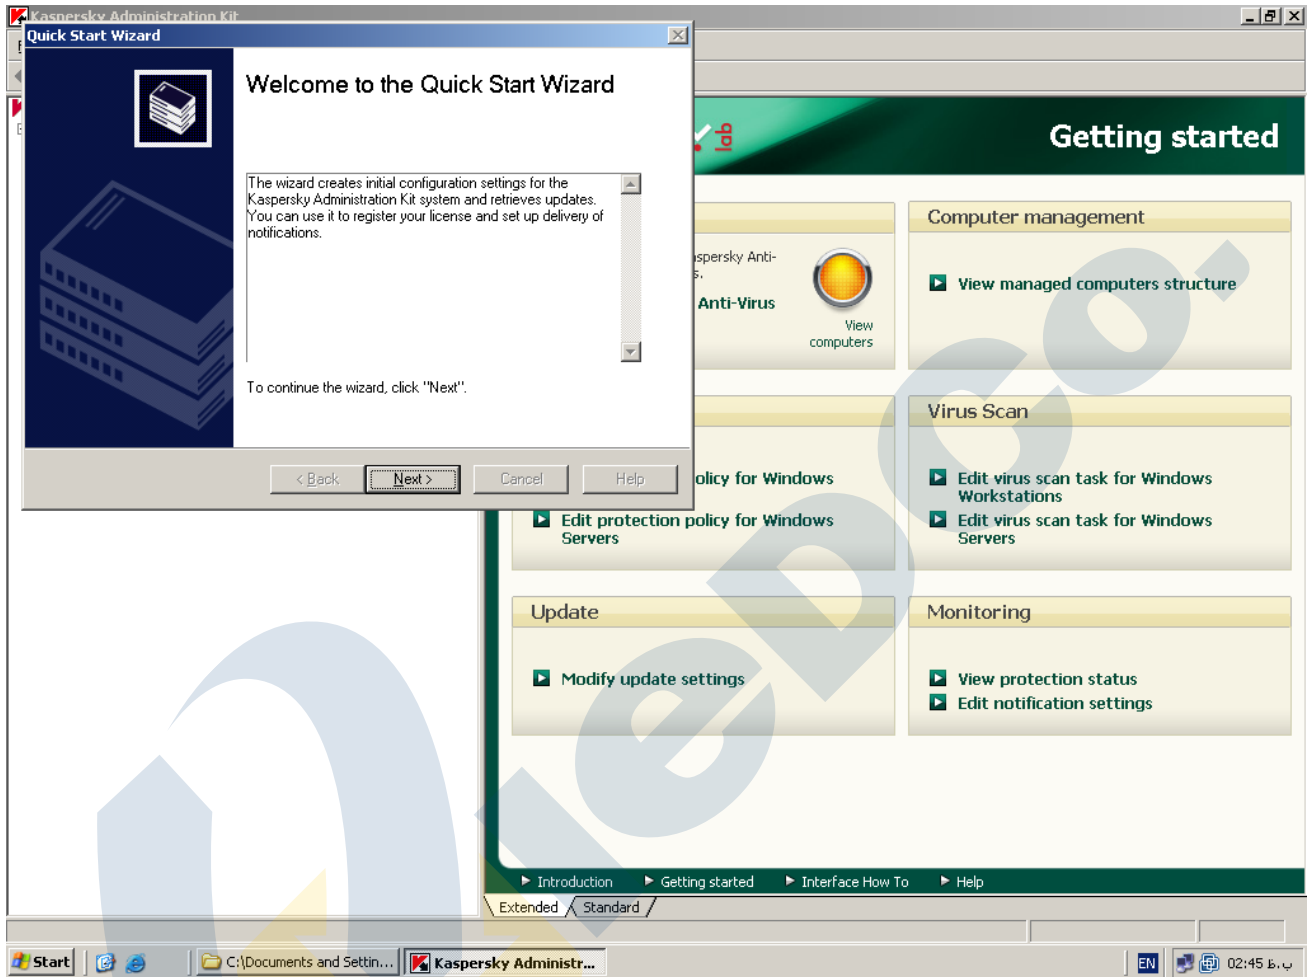 Kaspersky Administration Kit
Quick Start Wizard
Welcome to the Quick Start Wizard
The wizard creates initial configuration settings for the
Kaspersky Administration Kit system and retrieves updates.
You can use it to register your license and set up delivery of
notifications.
To continue the wizard, click "Next".
< Back
Next >
Cancel
Help
lab
Getting started
Anti-
Anti-Virus
View
computers
Computer management
View managed computers structure
for Windows
Edit protection policy for Windows
Servers
Virus Scan
Edit virus scan task for Windows
Workstations
Edit virus scan task for Windows
Servers
Update
Modify update settings
Monitoring
View protection status
Edit notification settings
Introduction
Getting started
Interface How To
Help
Extended
Standard
Start
C:\Documents and Settin...
Kaspersky Administr...
EN
02:45 ب.ظ